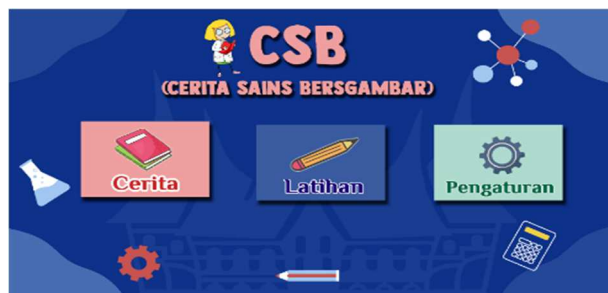 CSB
(CERITA SAINS BERSGAMBAR)
Cerita
Latihan
Pengaturan